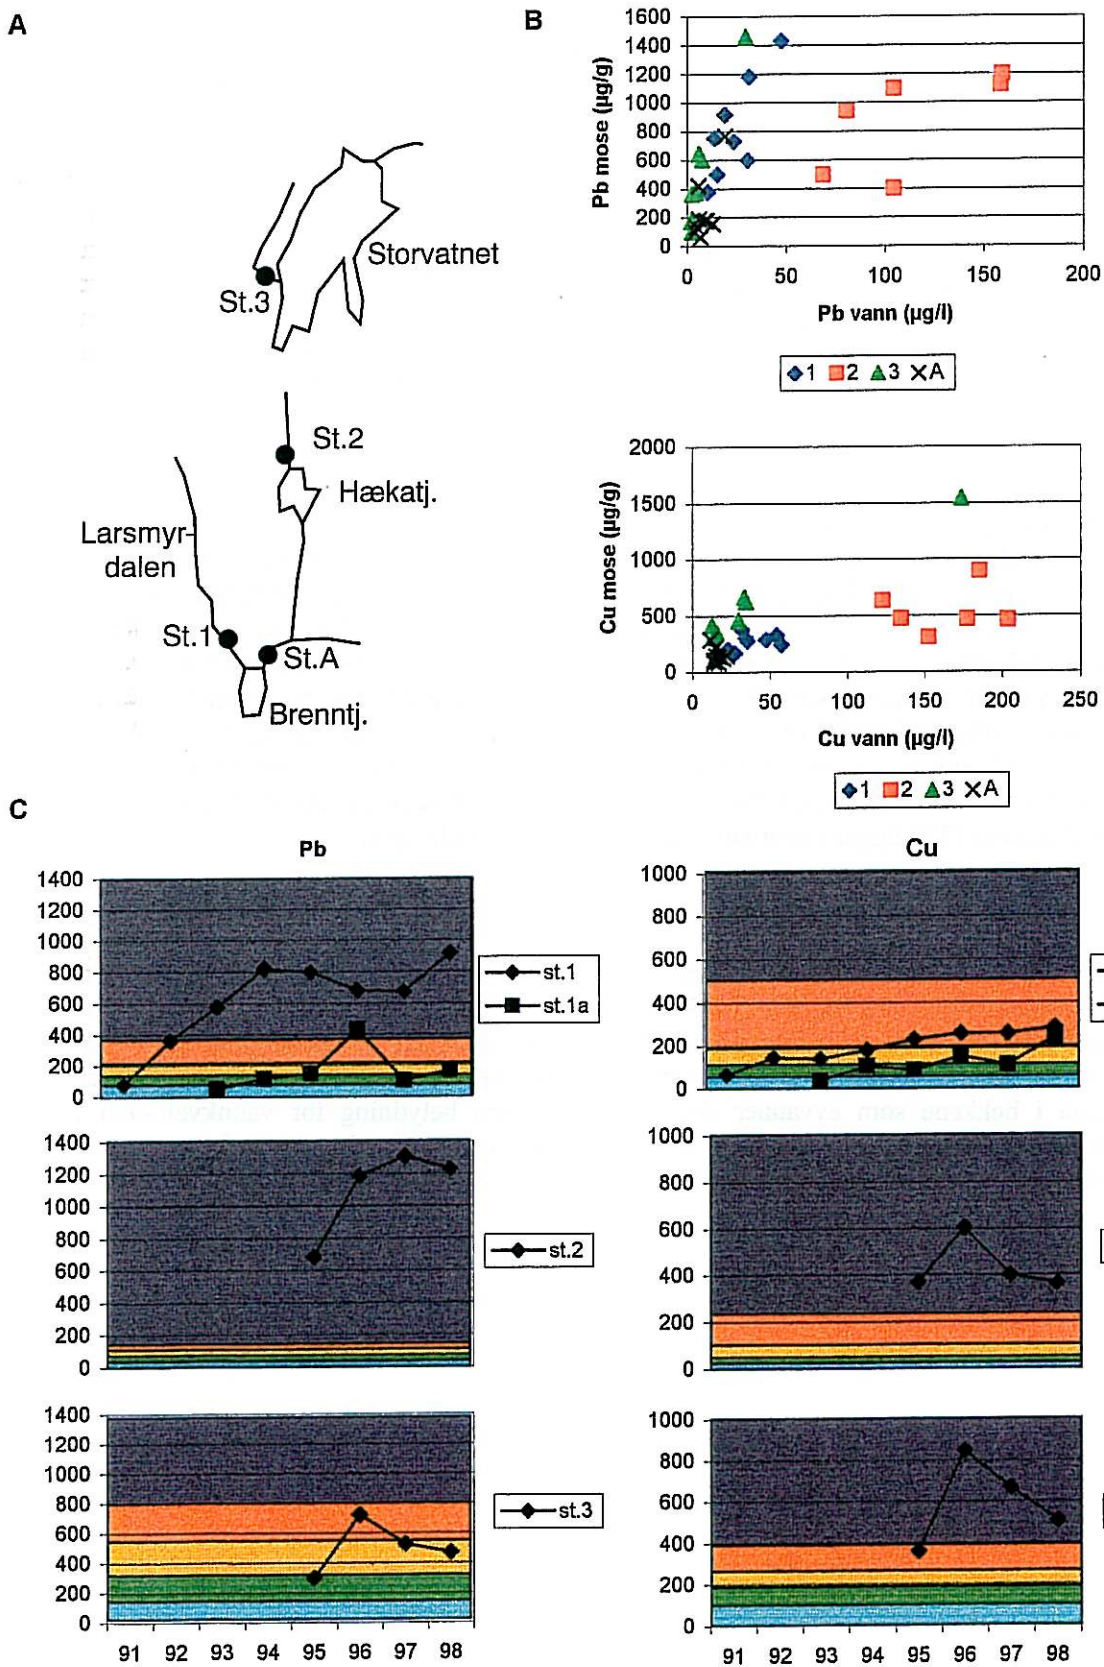 A
Storvatnet
St.3
St.2
Hækatj.
Larsmyr-
dalen
St.1
St.A
Brenntj.
B
Pb mose (µg/g)
1600
1400
1200
1000
800
600
400
200
0
0 50 100 150 200
Pb vann (µg/l)
1 2 3 A
Cu mose (µg/g)
2000
1500
1000
500
0
0 50 100 150 200 250
Cu vann (µg/l)
1 2 3 A
C
Pb
1400
1200
1000
800
600
400
200
0
st.1
st.1a
Cu
1000
800
600
400
200
0
1400
1200
1000
800
600
400
200
0
st.2
1000
800
600
400
200
0
1400
1200
1000
800
600
400
200
0
91 92 93 94 95 96 97 98
st.3
1000
800
600
400
200
0
91 92 93 94 95 96 97 98